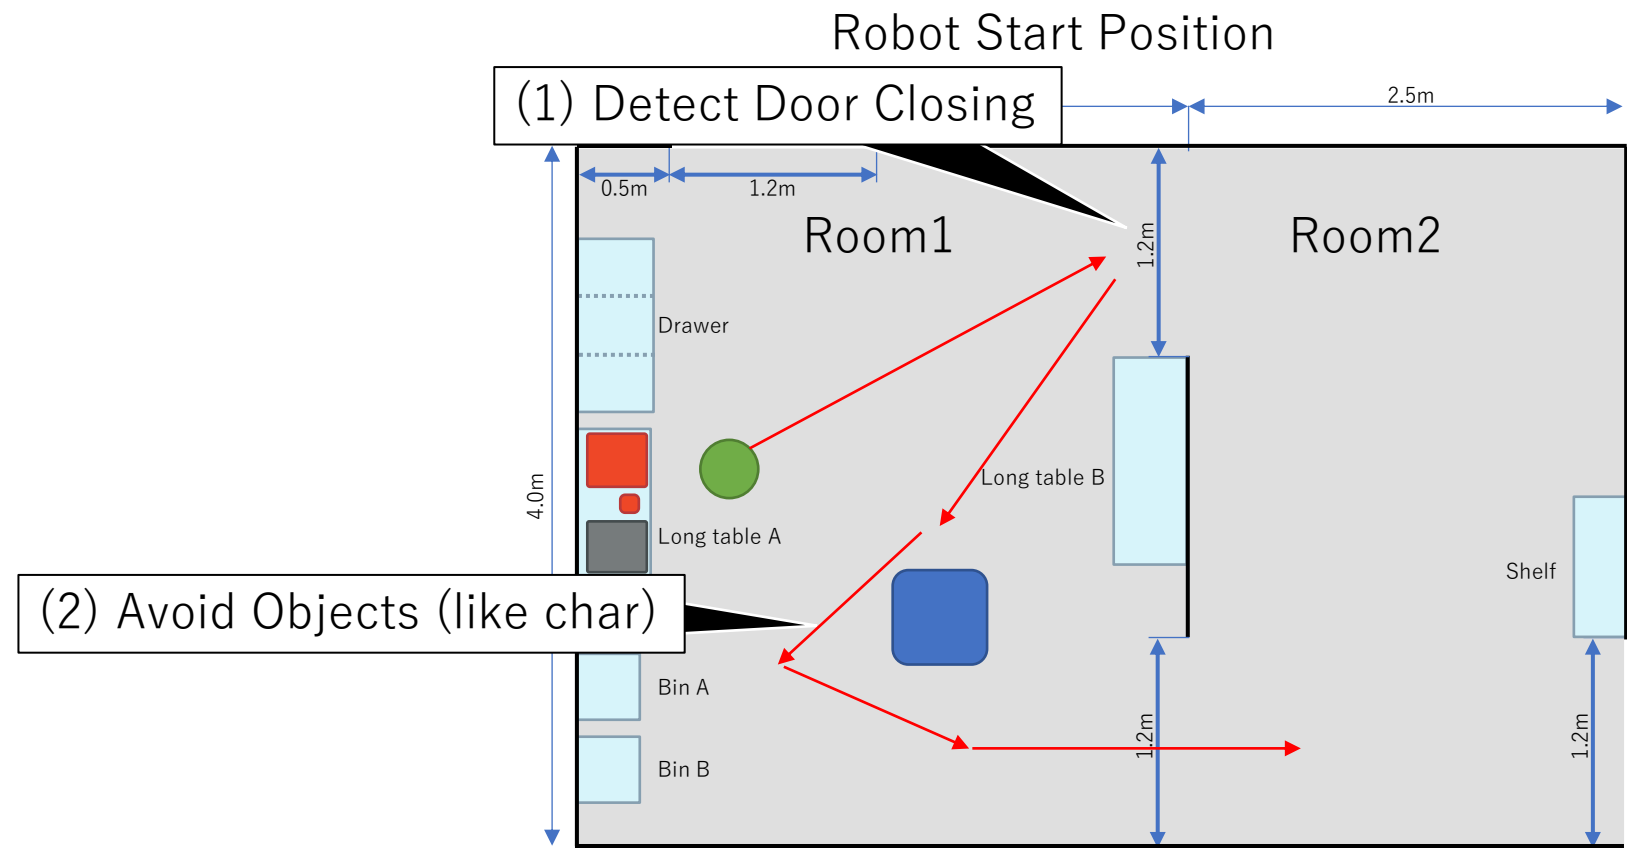 Robot Start Position
(1) Detect Door Closing
2.5m
0.5m
1.2m
Room1
1.2m
Room2
Drawer
4.0m
Long table B
Long table A
Shelf
(2) Avoid Objects (like char)
Bin A
1.2m
1.2m
Bin B